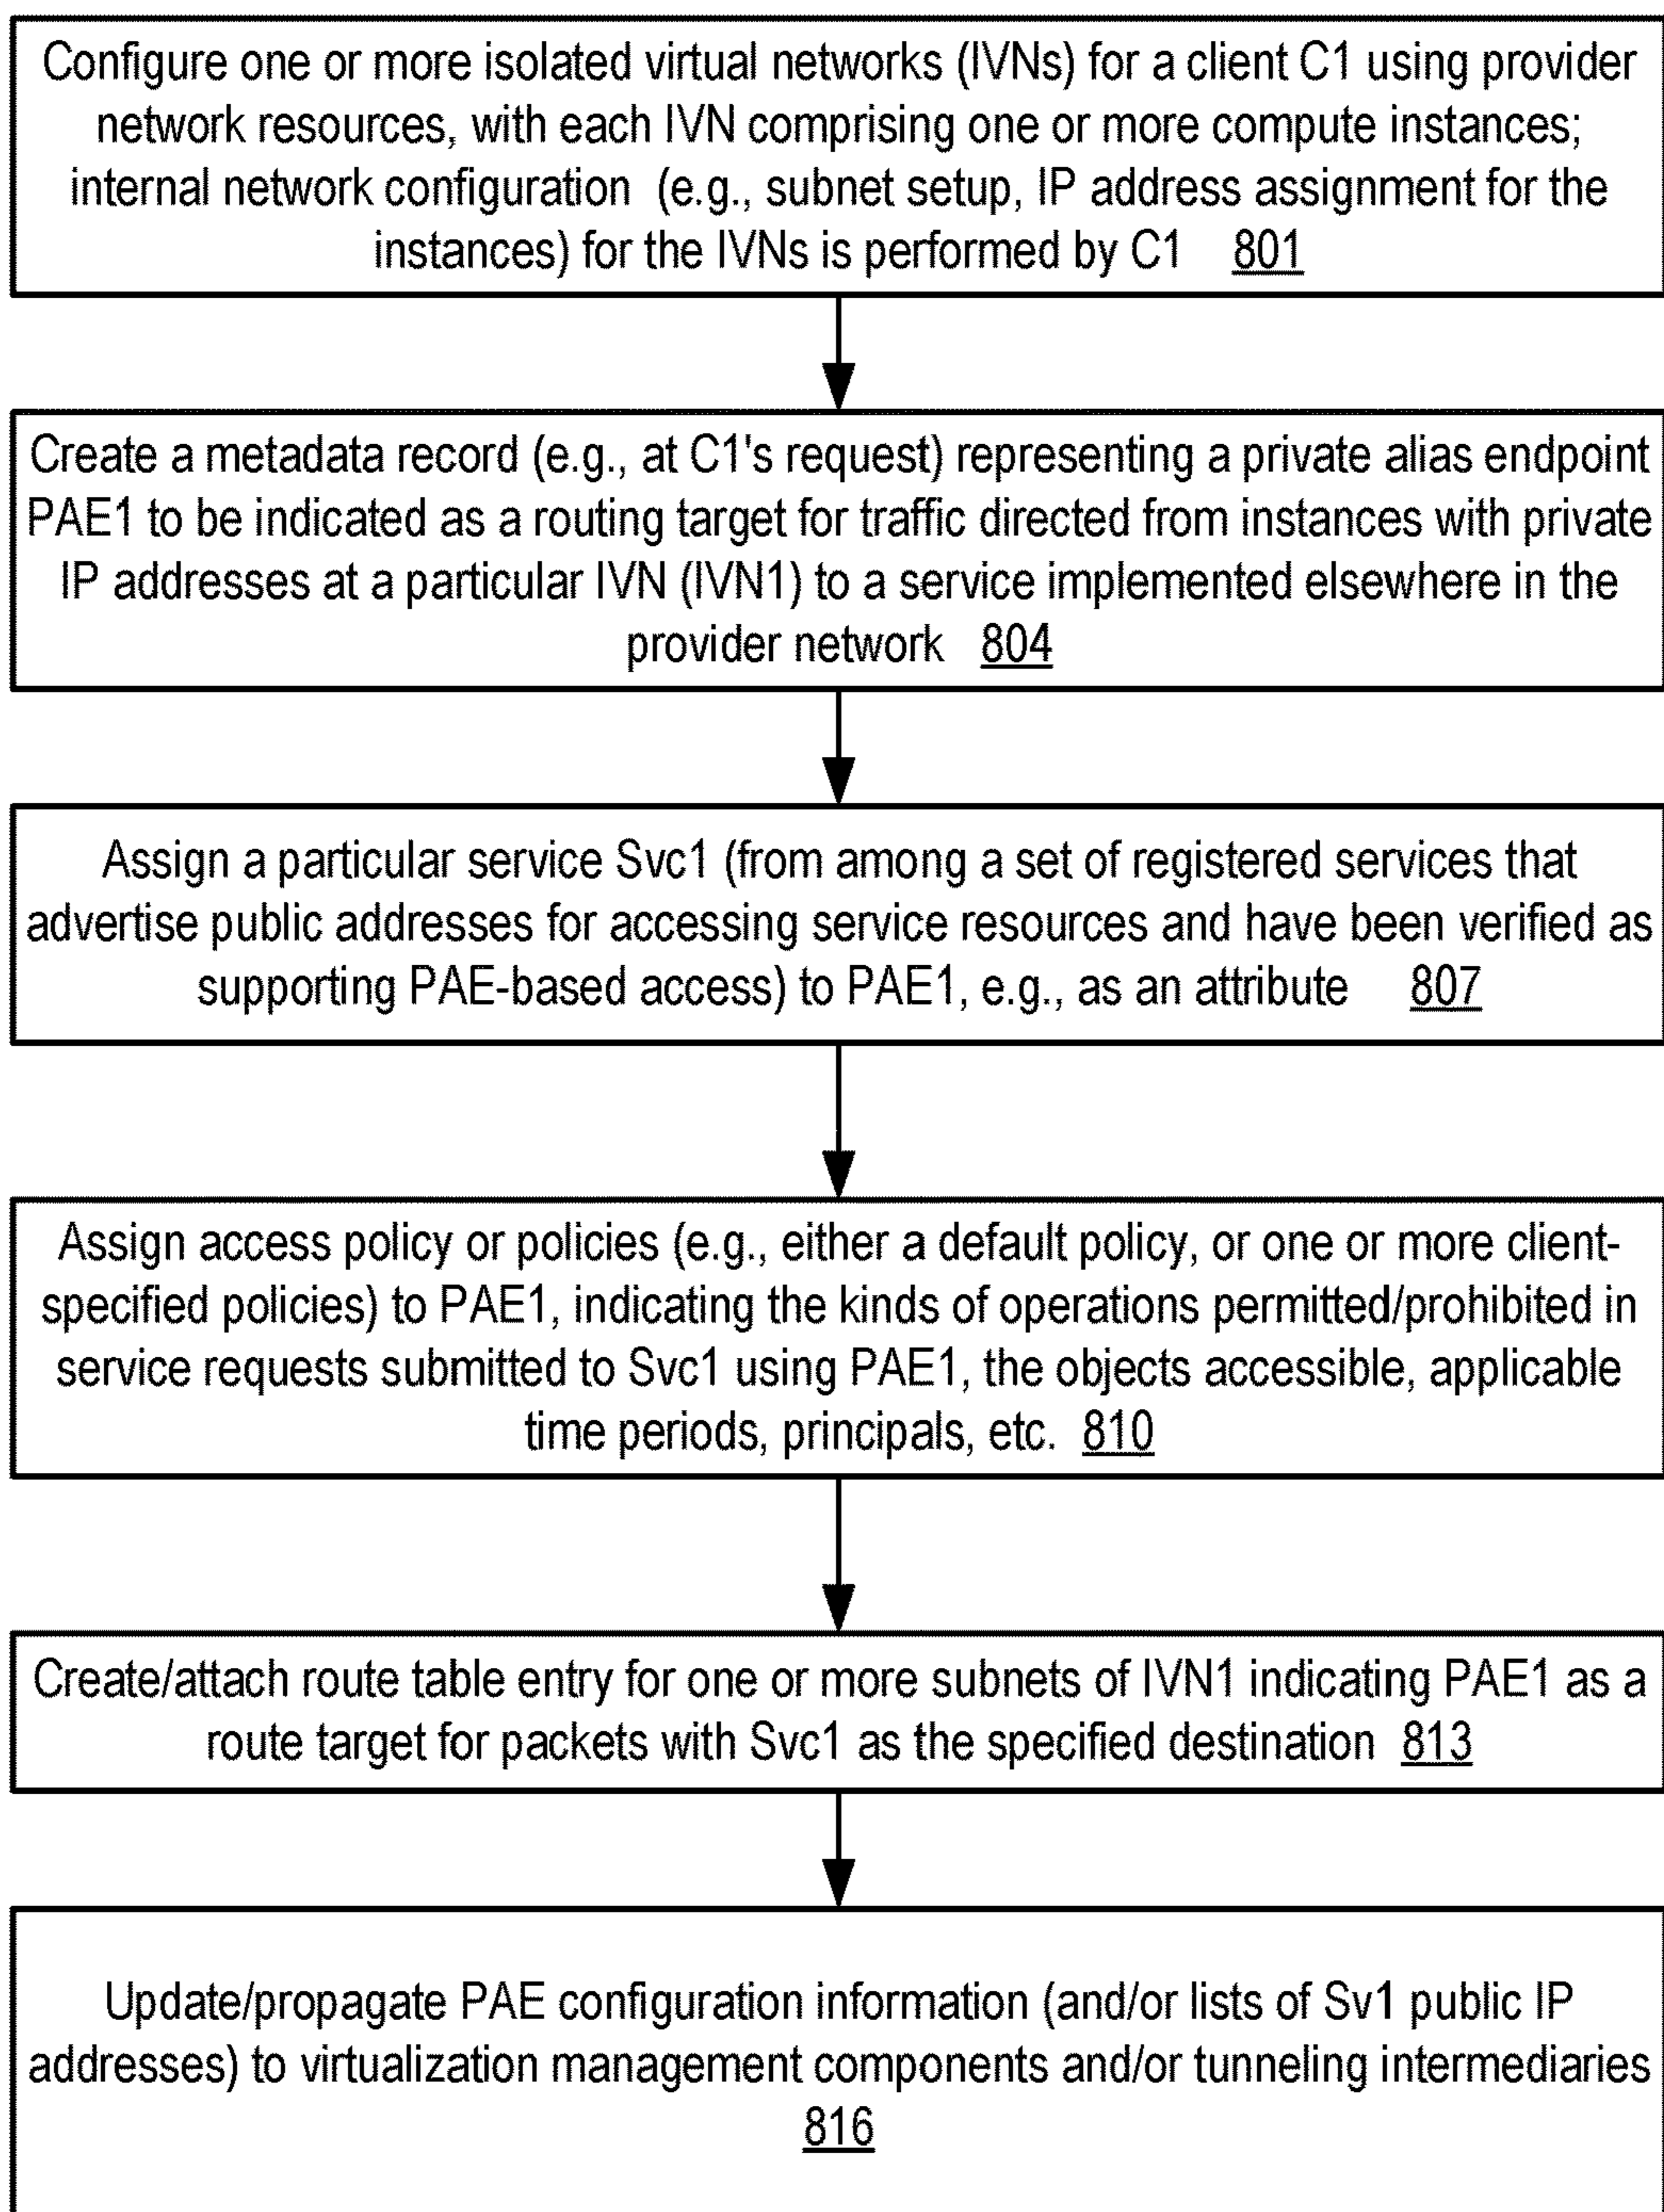 Configure one or more isolated virtual networks (IVNs) for a client C1 using provider
network resources, with each IVN comprising one or more compute instances;
internal network configuration (e.g., subnet setup, IP address assignment for the
instances) for the IVNs is performed by C1 801
Create a metadata record (e.g., at C1's request) representing a private alias endpoint
PAE1 to be indicated as a routing target for traffic directed from instances with private
IP addresses at a particular IVN (IVN1) to a service implemented elsewhere in the
provider network 804
Assign a particular service Svc1 (from among a set of registered services that
advertise public addresses for accessing service resources and have been verified as
supporting PAE-based access) to PAE1, e.g., as an attribute 807
Assign access policy or policies (e.g., either a default policy, or one or more client-
specified policies) to PAE1, indicating the kinds of operations permitted/prohibited in
service requests submitted to Svc1 using PAE1, the objects accessible, applicable
time periods, principals, etc. 810
Create/attach route table entry for one or more subnets of IVN1 indicating PAE1 as a
route target for packets with Svc1 as the specified destination 813
Update/propagate PAE configuration information (and/or lists of Sv1 public IP
addresses) to virtualization management components and/or tunneling intermediaries
816